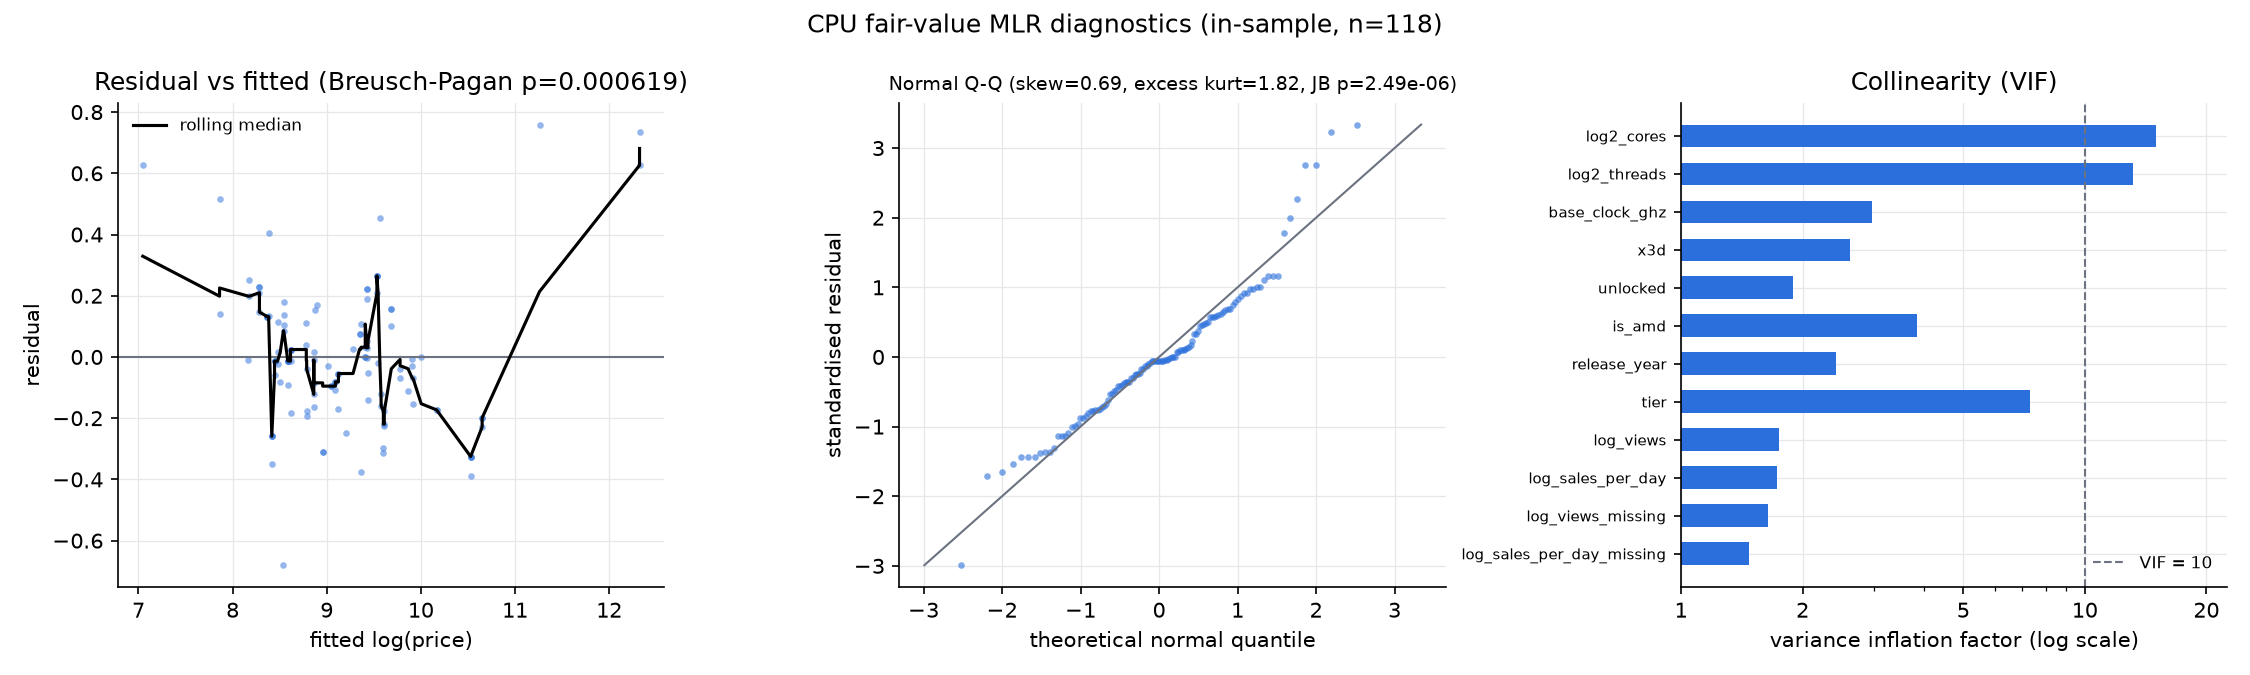 CPU fair-value MLR diagnostics (in-sample, n=118)
Residual vs fitted (Breusch-Pagan p=0.000619)
rolling median
0.8
0.6
0.4
0.2
0.0
−0.2
−0.4
−0.6
residual
7 8 9 10 11 12
fitted log(price)
Normal Q-Q (skew=0.69, excess kurt=1.82, JB p=2.49e-06)
3
2
1
0
−1
−2
−3
standardised residual
−3 −2 −1 0 1 2 3
theoretical normal quantile
Collinearity (VIF)
log2_cores
log2_threads
base_clock_ghz
x3d
unlocked
is_amd
release_year
tier
log_views
log_sales_per_day
log_views_missing
log_sales_per_day_missing
VIF = 10
1 2 5 10 20
variance inflation factor (log scale)